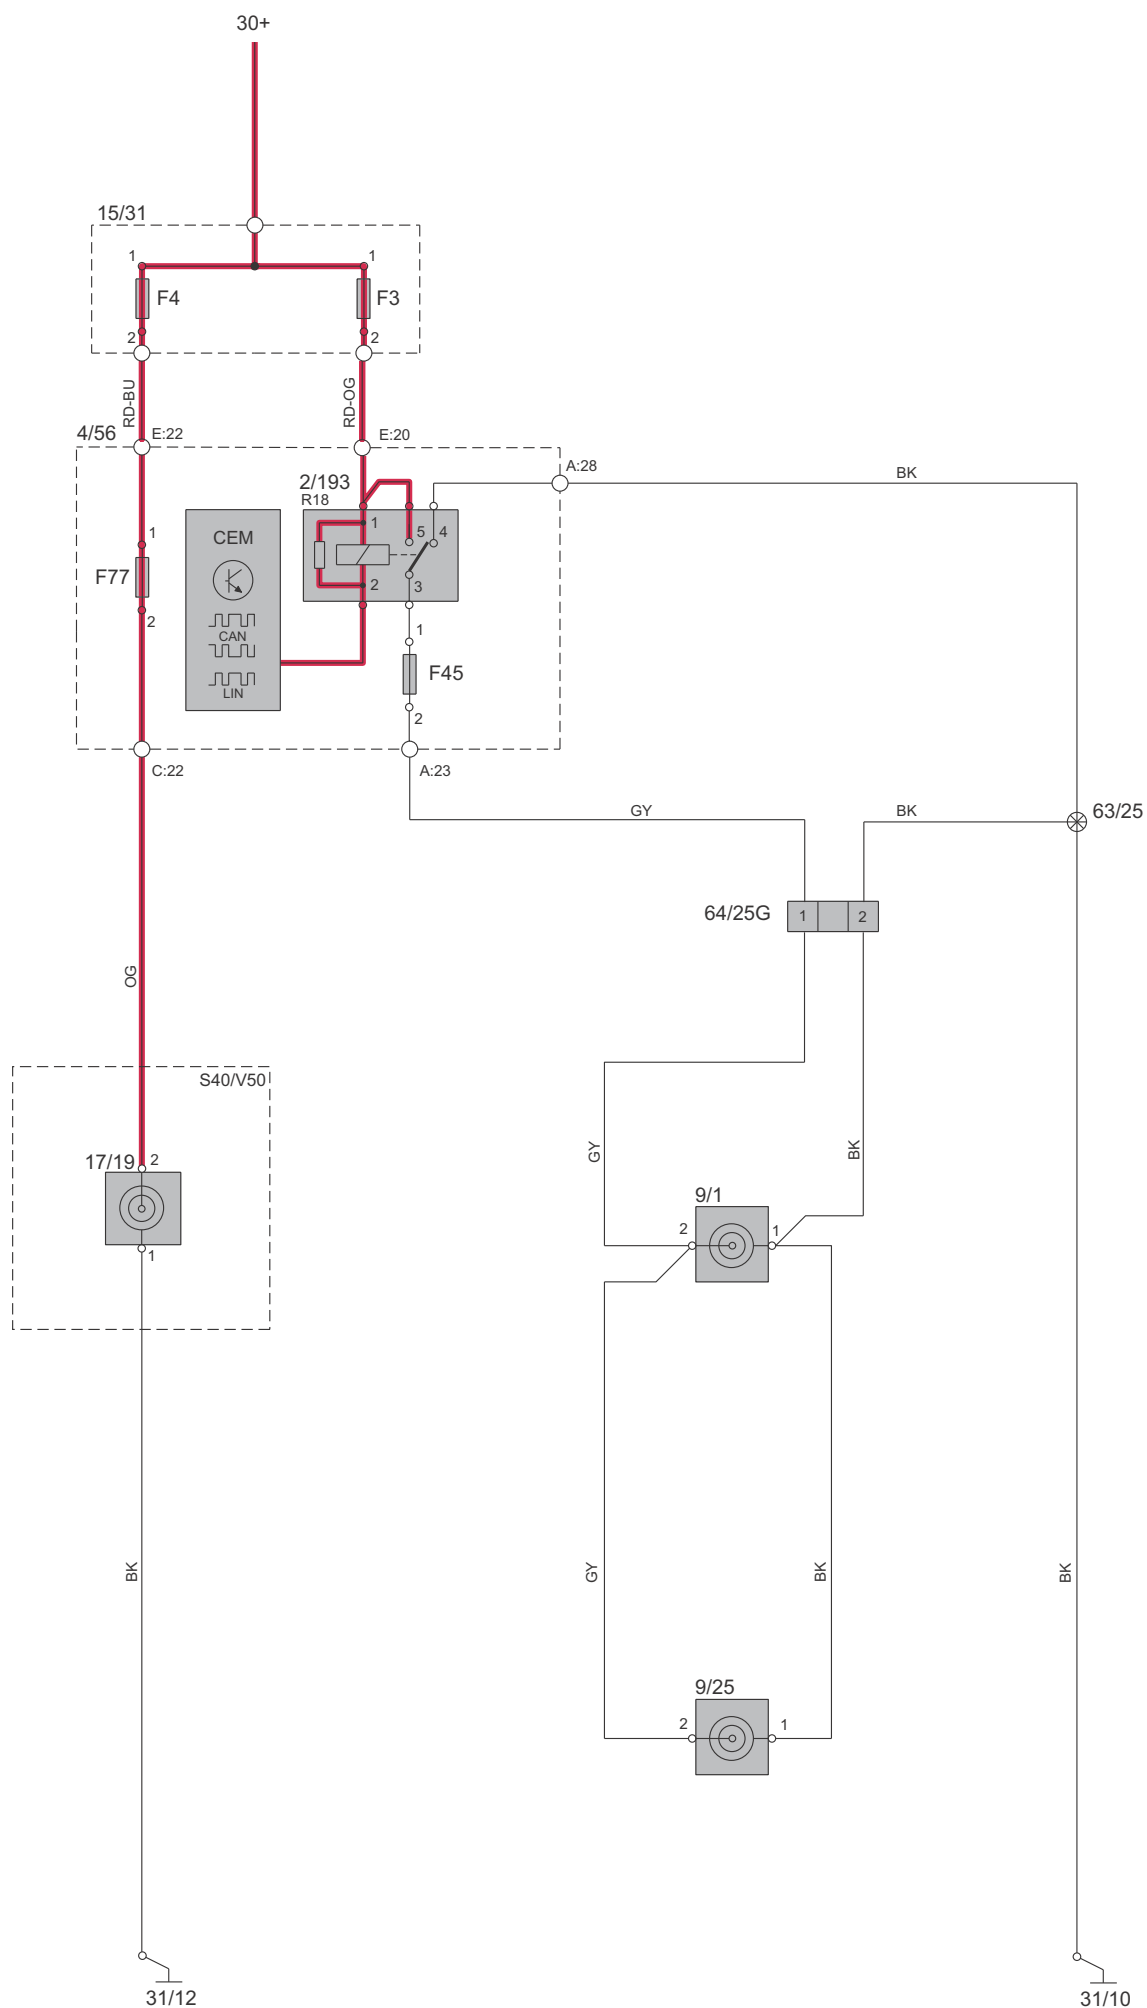 30+
15/31
1
1
F4
F3
2
2
RD-BU
RD-OG
4/56
E:22
E:20
A:28
BK
2/193
R18
1
5
4
CEM
1
F77
2
3
2
CAN
1
LIN
F45
2
C:22
A:23
GY
BK
63/25
64/25G
1
2
OG
S40/V50
17/19
2
1
GY
BK
9/1
2
1
BK
GY
BK
BK
9/25
2
1
31/12
31/10